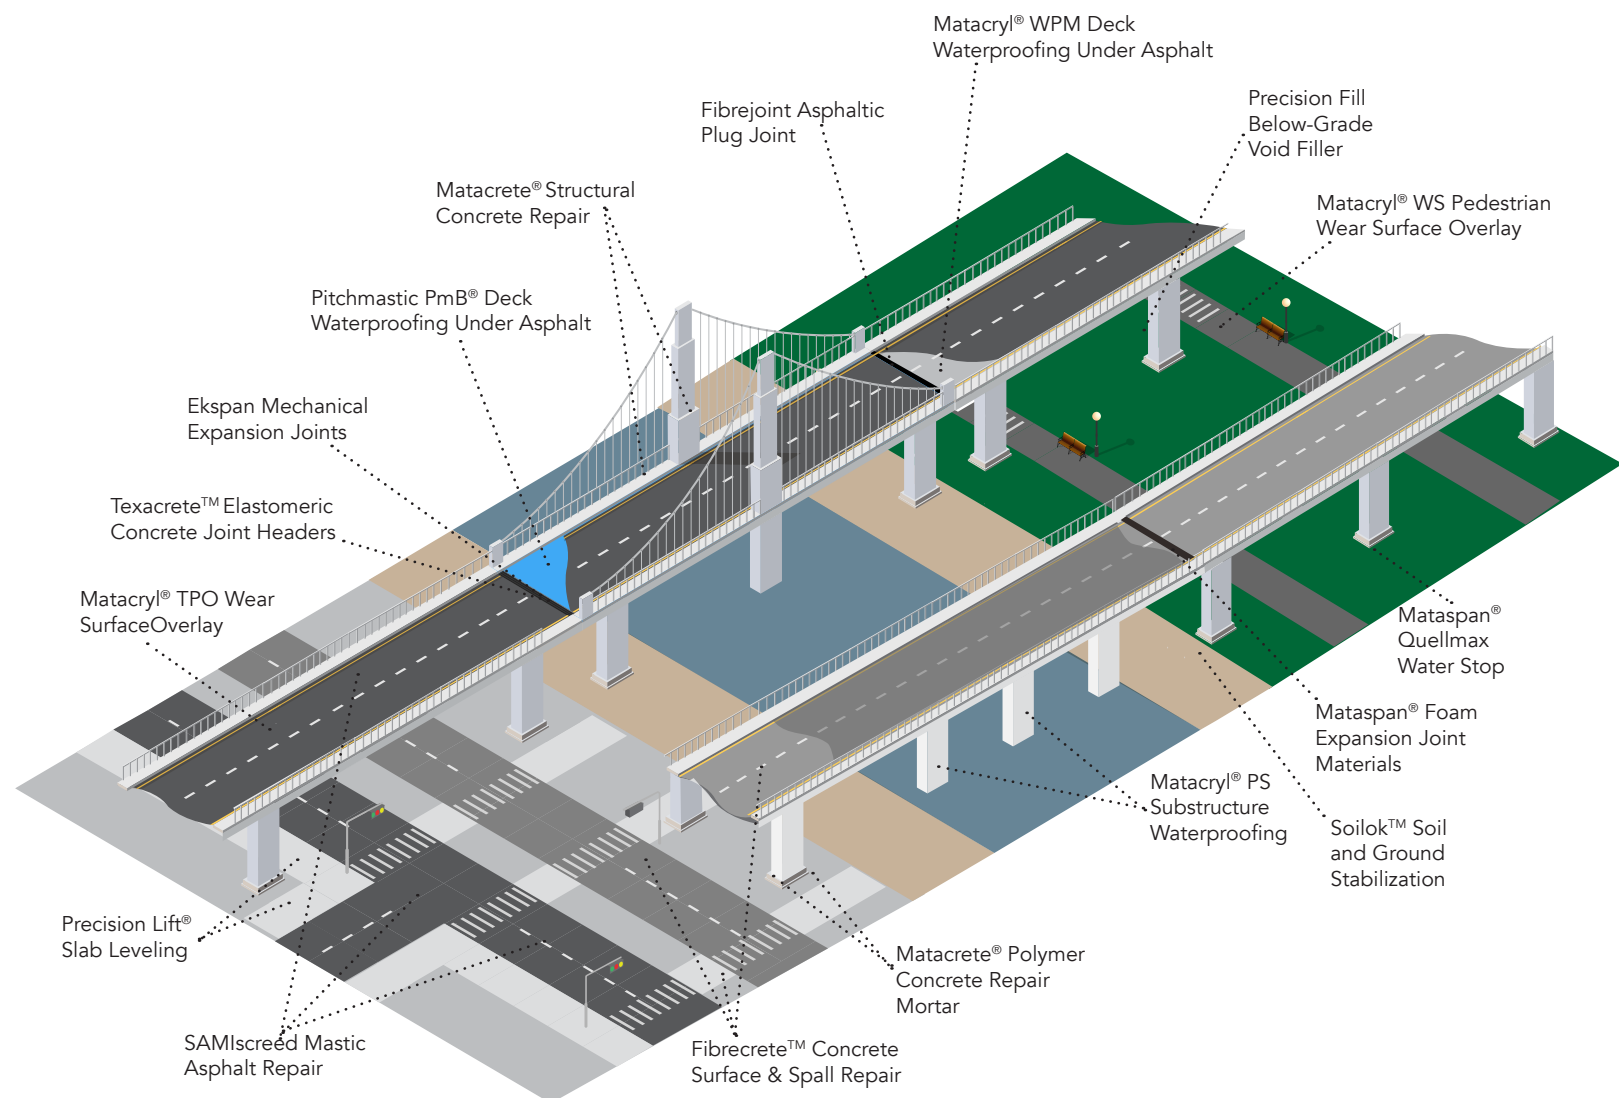 Matacryl® WPM Deck
Waterproofing Under Asphalt
Fibrejoint Asphaltic
Plug Joint
Precision Fill
Below-Grade
Void Filler
Matacrete® Structural
Concrete Repair
Matacryl® WS Pedestrian
Wear Surface Overlay
Pitchmastic PmB® Deck
Waterproofing Under Asphalt
Ekspan Mechanical
Expansion Joints
Texacrete™ Elastomeric
Concrete Joint Headers
Matacryl® TPO Wear
SurfaceOverlay
Mataspan®
Quellmax
Water Stop
Mataspan® Foam
Expansion Joint
Materials
Matacryl® PS
Substructure
Waterproofing
Soilok™ Soil
and Ground
Stabilization
Precision Lift®
Slab Leveling
Matacrete® Polymer
Concrete Repair
Mortar
SAMIscreed Mastic
Asphalt Repair
Fibrecrete™ Concrete
Surface & Spall Repair